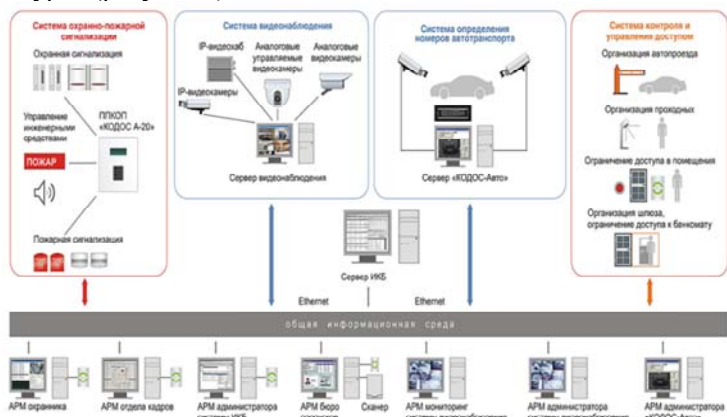 Система охранно-пожарной
сигнализации
Охранная сигнализация
Управление
инженерными
средствами
ППКОП
«КОДОС А-20»
ПОЖАР
Пожарная сигнализация
Система видеонаблюдения
IP-видеохаб
Аналоговые
управляемые
видеокамеры
Аналоговые
видеокамеры
IP-видеокамеры
Сервер видеонаблюдения
Система определения
номеров автотранспорта
Сервер «КОДОС-Авто»
Система контроля и
управления доступом
Организация автопроезда
Организация проходных
Ограничение доступа в помещения
Организация шлюза,
ограничение доступа к банкомату
Сервер ИКБ
Ethernet
Ethernet
общая информационная среда
АРМ охранника
АРМ отдела кадров
АРМ администратора
системы ИКБ
АРМ бюро
Сканер
АРМ мониторинг
АРМ администратора
АРМ администратора